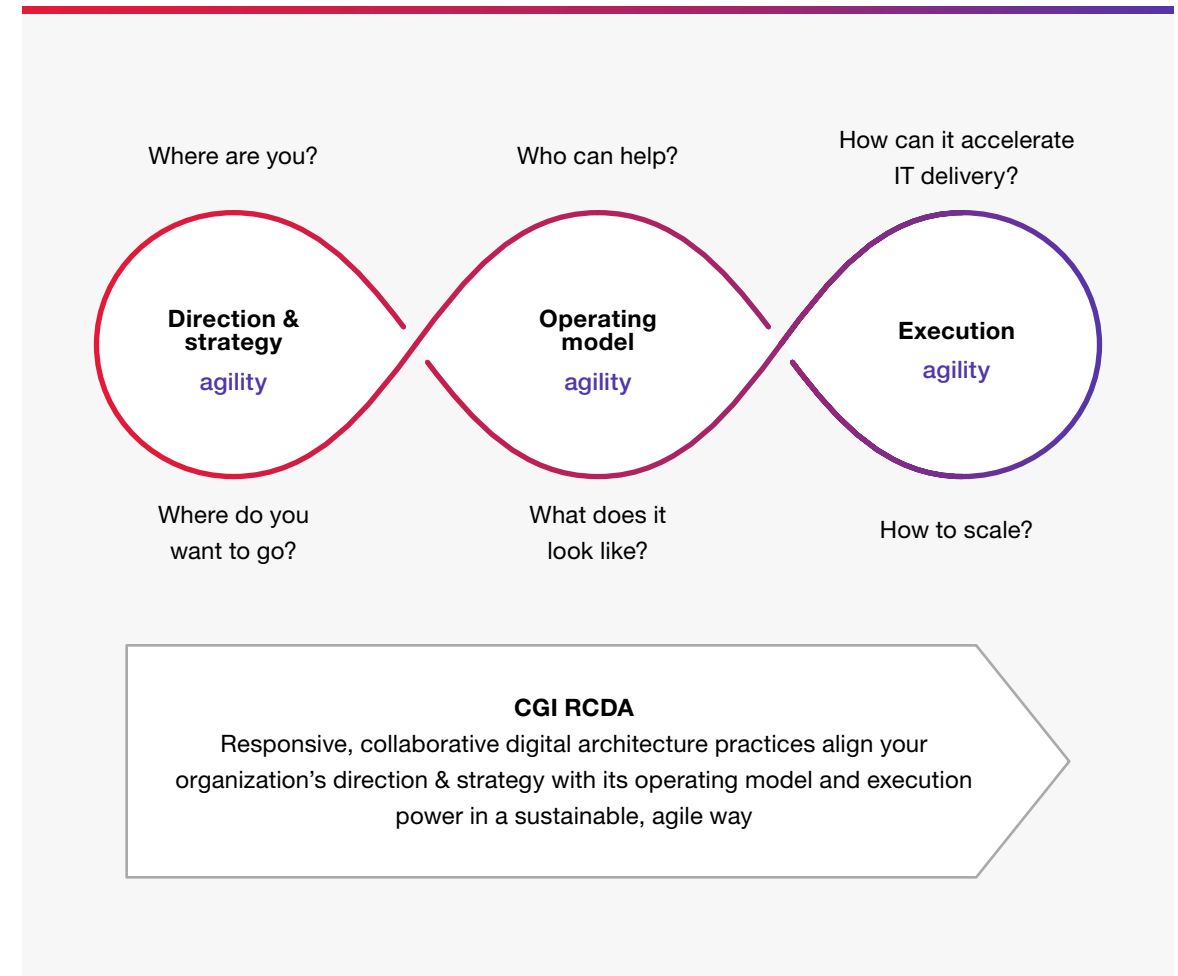 Where are you?
Who can help?
How can it accelerate
IT delivery?
Direction &
strategy
agility
Operating
model
agility
Execution
agility
Where do you
want to go?
What does it
look like?
How to scale?
CGI RCDA
Responsive, collaborative digital architecture practices align your
organization’s direction & strategy with its operating model and execution
power in a sustainable, agile way